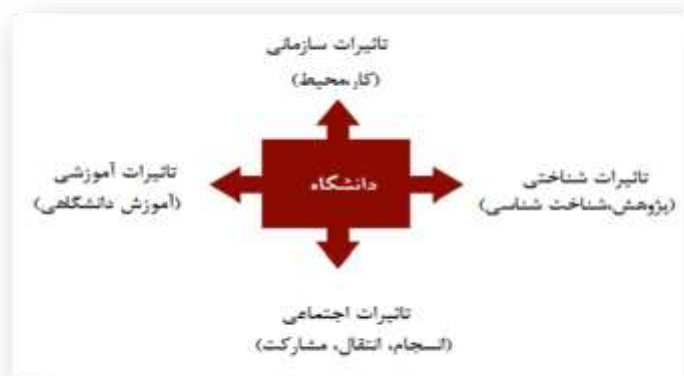 تاثیرات سازمانی
(کار،محیط)
تاثیرات شناختی
(پژوهش،شناخت شناسی)
دانشگاه
تاثیرات آموزشی
(آموزش دانشگاهی)
تاثیرات اجتماعی
(انسجام، انتقال، مشارکت)